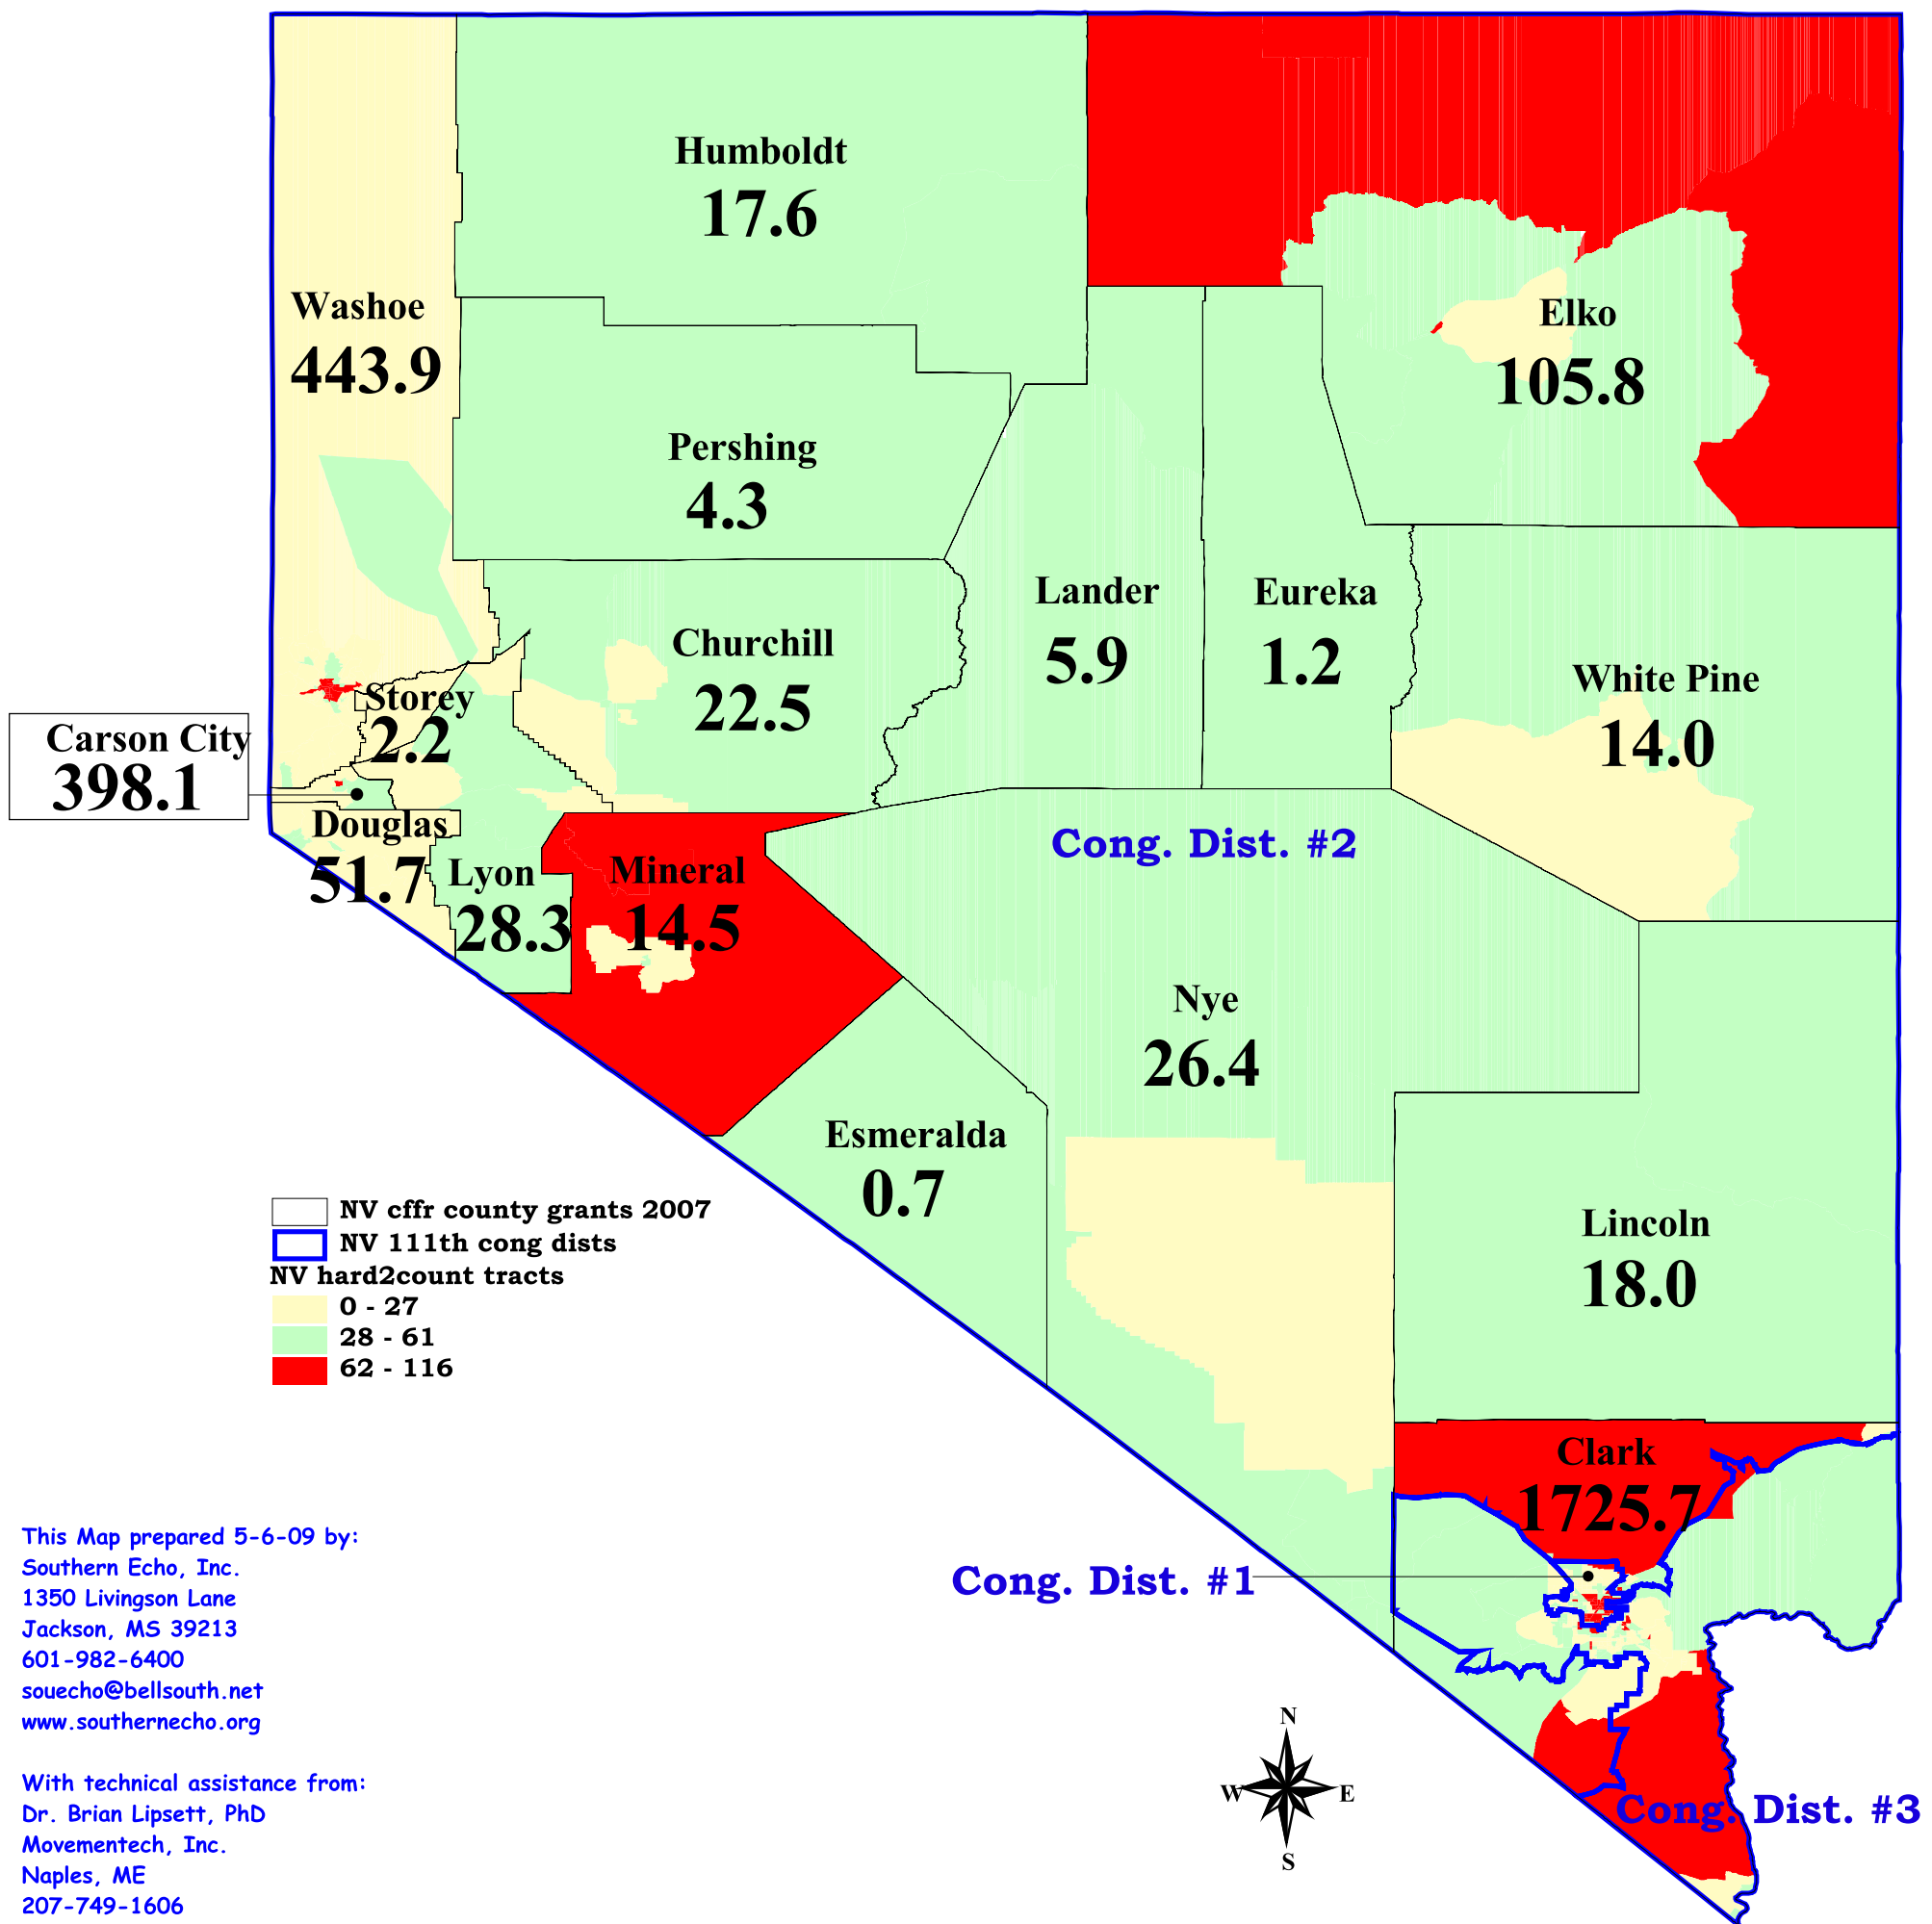 Humboldt
17.6
Washoe
443.9
Elko
105.8
Pershing
4.3
Lander
5.9
Eureka
1.2
Churchill
22.5
White Pine
14.0
Storey
2.2
Carson City
398.1
Douglas
51.7
Lyon
28.3
Mineral
14.5
Cong. Dist. #2
Nye
26.4
Esmeralda
0.7
Lincoln
18.0
NV cffr county grants 2007
NV 111th cong dists
NV hard2count tracts
0 - 27
28 - 61
62 - 116
Clark
1725.7
Cong. Dist. #1
This Map prepared 5-6-09 by:
Southern Echo, Inc.
1350 Livingson Lane
Jackson, MS 39213
601-982-6400
souecho@bellsouth.net
www.southernecho.org
With technical assistance from:
Dr. Brian Lipsett, PhD
Movementech, Inc.
Naples, ME
207-749-1606
N
W E
S
Cong. Dist. #3